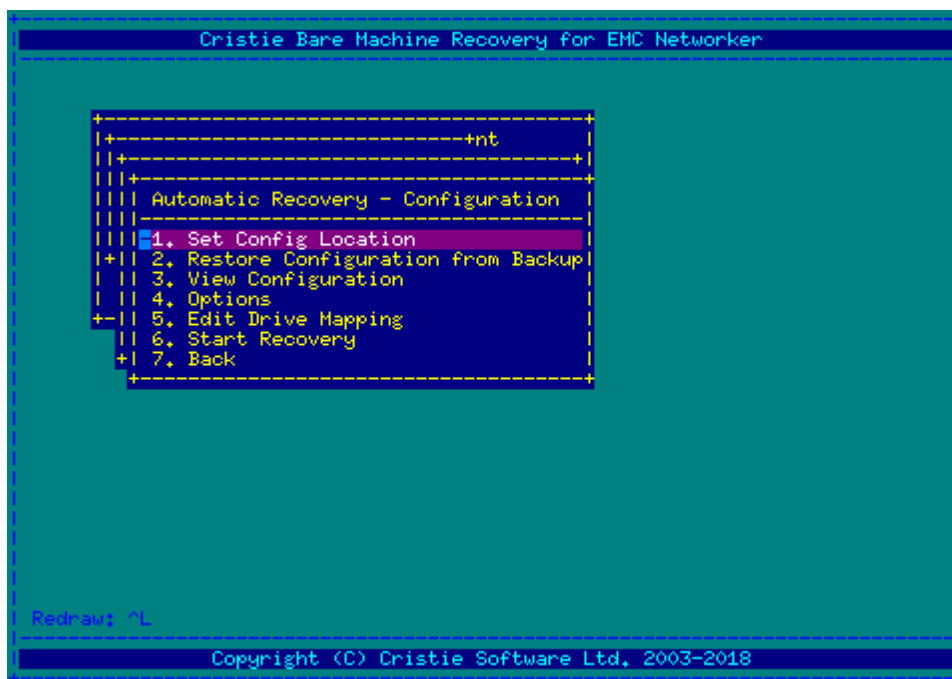 Cristie Bare Machine Recovery for EMC Networker
nt
Automatic Recovery - Configuration
1. Set Config Location
2. Restore Configuration from Backup
3. View Configuration
4. Options
5. Edit Drive Mapping
6. Start Recovery
7. Back
Redraw: ^L
Copyright (C) Cristie Software Ltd. 2003-2018